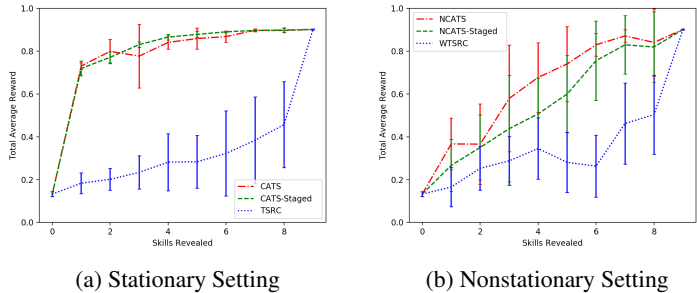 1.0
0.8
0.6
0.4
0.2
0.0
Total Average Reward
0 2 4 6 8
Skills Revealed
CATS
CATS-Staged
TSRC
(a) Stationary Setting
1.0
0.8
0.6
0.4
0.2
0.0
Total Average Reward
NCATS
NCATS-Staged
WTSRC
0 2 4 6 8
Skills Revealed
(b) Nonstationary Setting